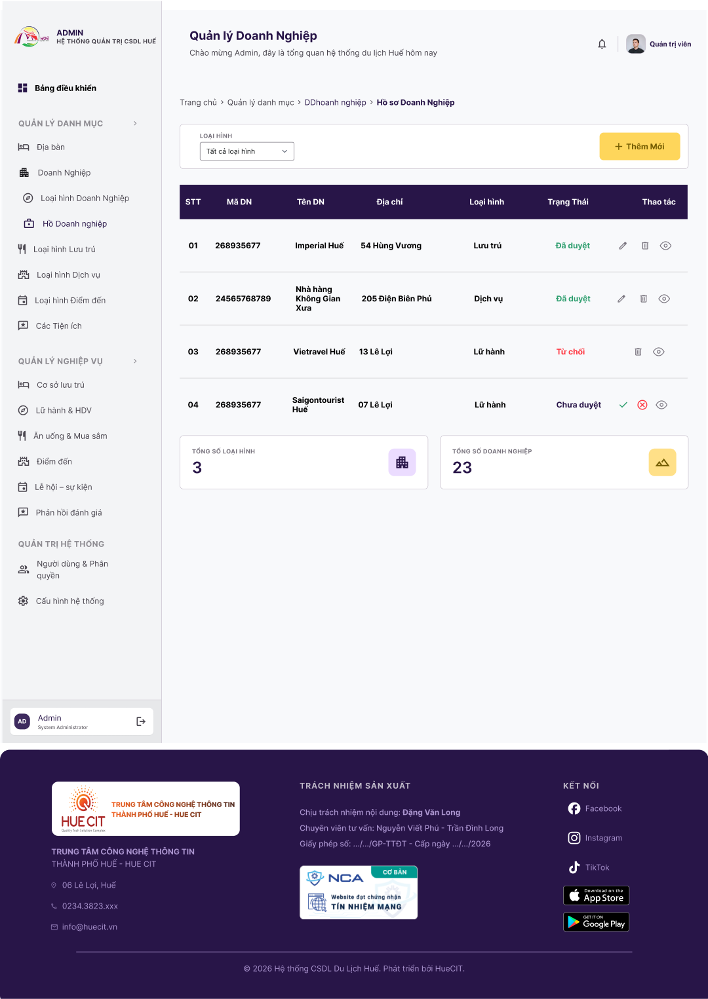 ADMIN
HỆ THỐNG QUẢN TRỊ CSDL HUẾ
Bảng điều khiển
QUẢN LÝ DANH MỤC
Địa bàn
Doanh Nghiệp
Loại hình Doanh Nghiệp
Hồ Doanh nghiệp
Loại hình Lưu trú
Loại hình Dịch vụ
Loại hình Điểm đến
Các Tiện ích
QUẢN LÝ NGHIỆP VỤ
Cơ sở lưu trú
Lữ hành & HDV
Ăn uống & Mua sắm
Điểm đến
Lễ hội – sự kiện
Phản hồi đánh giá
QUẢN TRỊ HỆ THỐNG
Người dùng & Phân
quyền
Cấu hình hệ thống
AD
Admin
System Administrator
Quản lý Doanh Nghiệp
Chào mừng Admin, đây là tổng quan hệ thống du lịch Huế hôm nay
Quản trị viên
Trang chủ > Quản lý danh mục > DDhoanh nghiệp > Hồ sơ Doanh Nghiệp
LOẠI HÌNH
Tất cả loại hình
+ Thêm Mới
STT Mã DN Tên DN Địa chỉ Loại hình Trạng Thái Thao tác
01 268935677 Imperial Huế 54 Hùng Vương Lưu trú Đã duyệt
02 24565768789 Nhà hàng Không Gian Xưa 205 Điện Biên Phủ Dịch vụ Đã duyệt
03 268935677 Vietravel Huế 13 Lê Lợi Lữ hành Từ chối
04 268935677 Saigontourist Huế 07 Lê Lợi Lữ hành Chưa duyệt
TỔNG SỐ LOẠI HÌNH
3
TỔNG SỐ DOANH NGHIỆP
23
HUE CIT
Quality Tech Solution Complex
TRUNG TÂM CÔNG NGHỆ THÔNG TIN
THÀNH PHỐ HUẾ - HUE CIT
TRUNG TÂM CÔNG NGHỆ THÔNG TIN
THÀNH PHỐ HUẾ - HUE CIT
06 Lê Lợi, Huế
0234.3823.xxx
info@huecit.vn
TRÁCH NHIỆM SẢN XUẤT
Chịu trách nhiệm nội dung: Đặng Văn Long
Chuyên viên tư vấn: Nguyễn Viết Phú - Trần Đình Long
Giấy phép số: .../.../GP-TTĐT - Cấp ngày .../.../2026
NCA
CƠ BẢN
Website đạt chứng nhận
TÍN NHIỆM MẠNG
KẾT NỐI
Facebook
Instagram
TikTok
Download on the
App Store
GET IT ON
Google Play
© 2026 Hệ thống CSDL Du Lịch Huế. Phát triển bởi HueCIT.